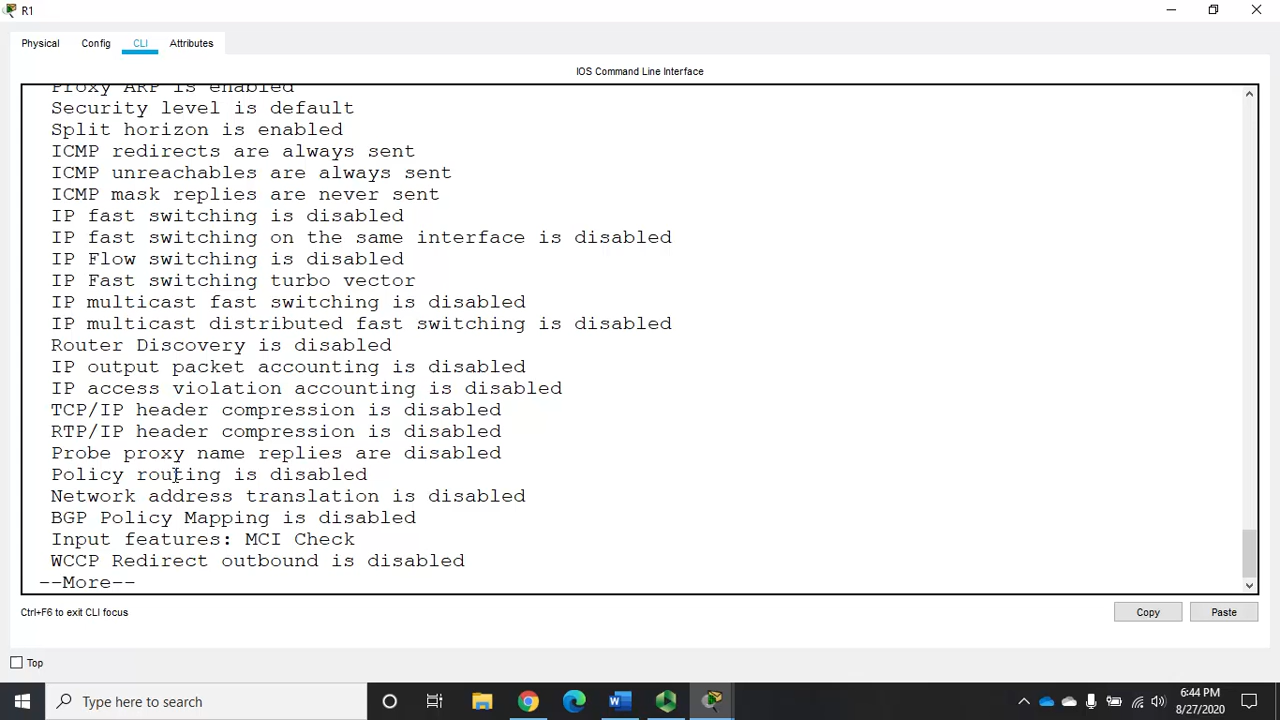 R1
Physical Config CLI Attributes
IOS Command Line Interface
Proxy ARP is enabled
Security level is default
Split horizon is enabled
ICMP redirects are always sent
ICMP unreachables are always sent
ICMP mask replies are never sent
IP fast switching is disabled
IP fast switching on the same interface is disabled
IP Flow switching is disabled
IP Fast switching turbo vector
IP multicast fast switching is disabled
IP multicast distributed fast switching is disabled
Router Discovery is disabled
IP output packet accounting is disabled
IP access violation accounting is disabled
TCP/IP header compression is disabled
RTP/IP header compression is disabled
Probe proxy name replies are disabled
Policy routing is disabled
Network address translation is disabled
BGP Policy Mapping is disabled
Input features: MCI Check
WCCP Redirect outbound is disabled
--More--
Ctrl+F6 to exit CLI focus
Copy Paste
Top
Type here to search
6:44 PM
8/27/2020